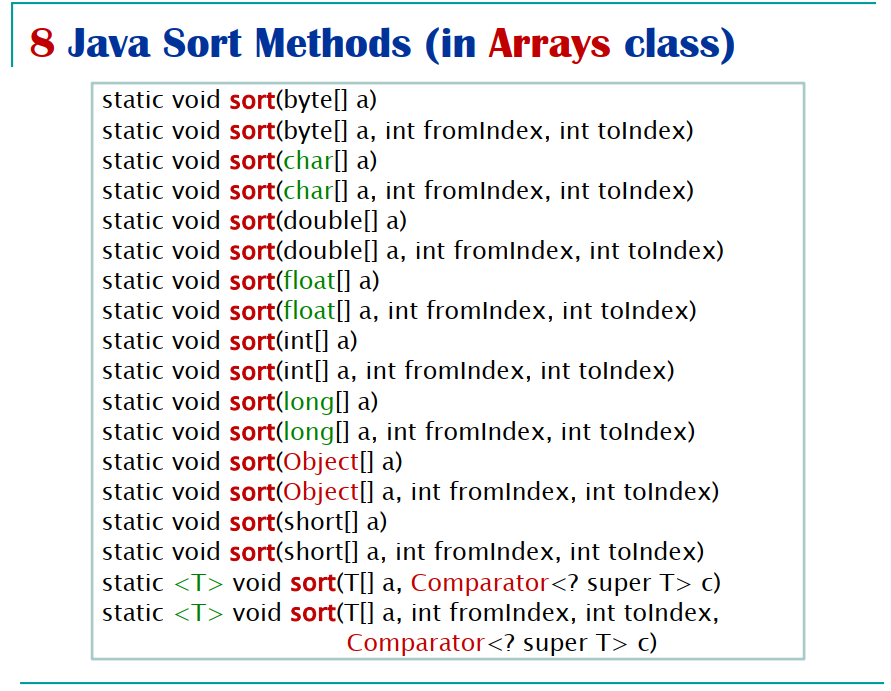 8 Java Sort Methods (in Arrays class)
static void sort(byte[] a)
static void sort(byte[] a, int fromIndex, int toIndex)
static void sort(char[] a)
static void sort(char[] a, int fromIndex, int toIndex)
static void sort(double[] a)
static void sort(double[] a, int fromIndex, int toIndex)
static void sort(float[] a)
static void sort(float[] a, int fromIndex, int toIndex)
static void sort(int[] a)
static void sort(int[] a, int fromIndex, int toIndex)
static void sort(long[] a)
static void sort(long[] a, int fromIndex, int toIndex)
static void sort(Object[] a)
static void sort(Object[] a, int fromIndex, int toIndex)
static void sort(short[] a)
static void sort(short[] a, int fromIndex, int toIndex)
static <T> void sort(T[] a, Comparator<? super T> c)
static <T> void sort(T[] a, int fromIndex, int toIndex,
Comparator<? super T> c)